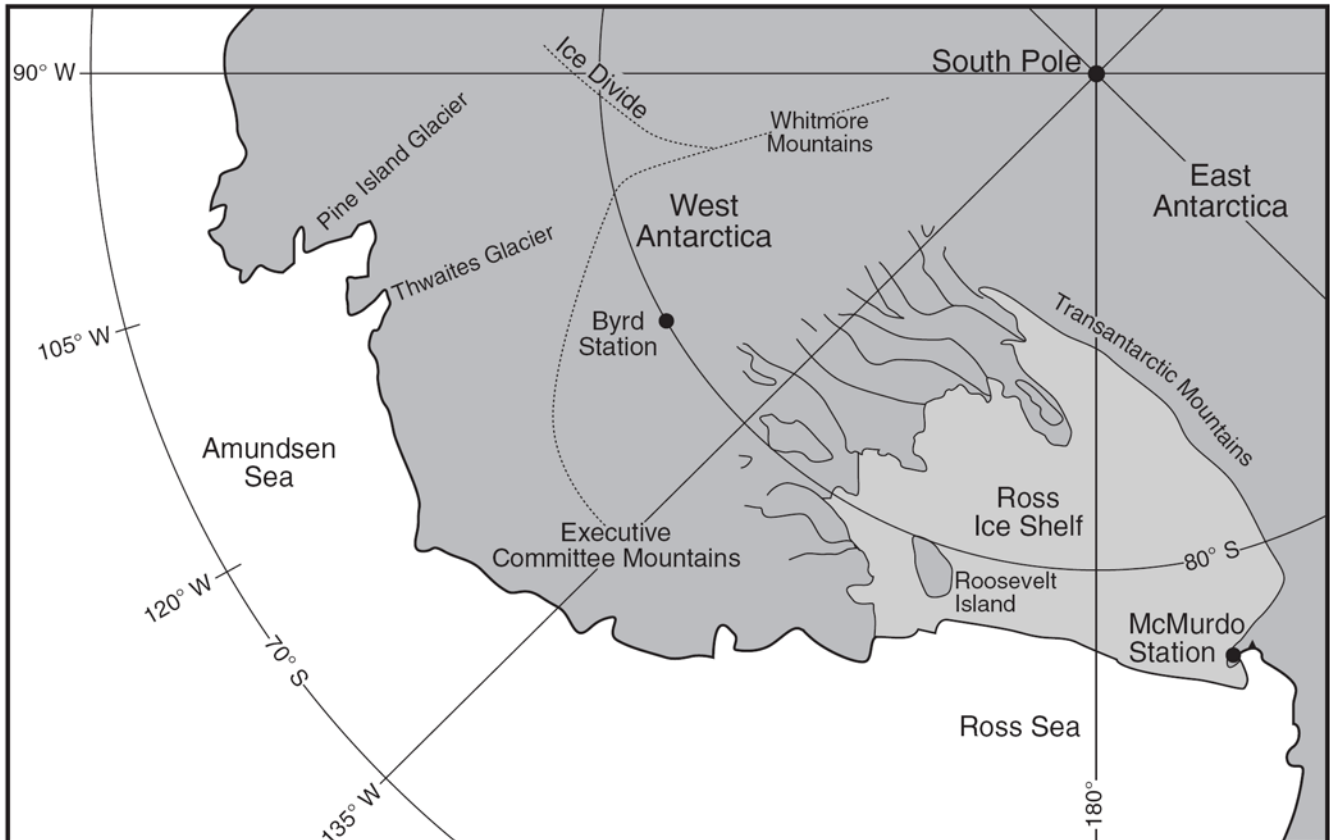 90° W
Ice Divide
South Pole
Pine Island Glacier
Whitmore
Mountains
West
Antarctica
East
Antarctica
Thwaites Glacier
105° W
Byrd
Station
Transantarctic Mountains
Amundsen
Sea
Ross
Ice Shelf
Executive
Committee Mountains
80° S
Roosevelt
Island
120° W
McMurdo
Station
70° S
Ross Sea
135° W
180°